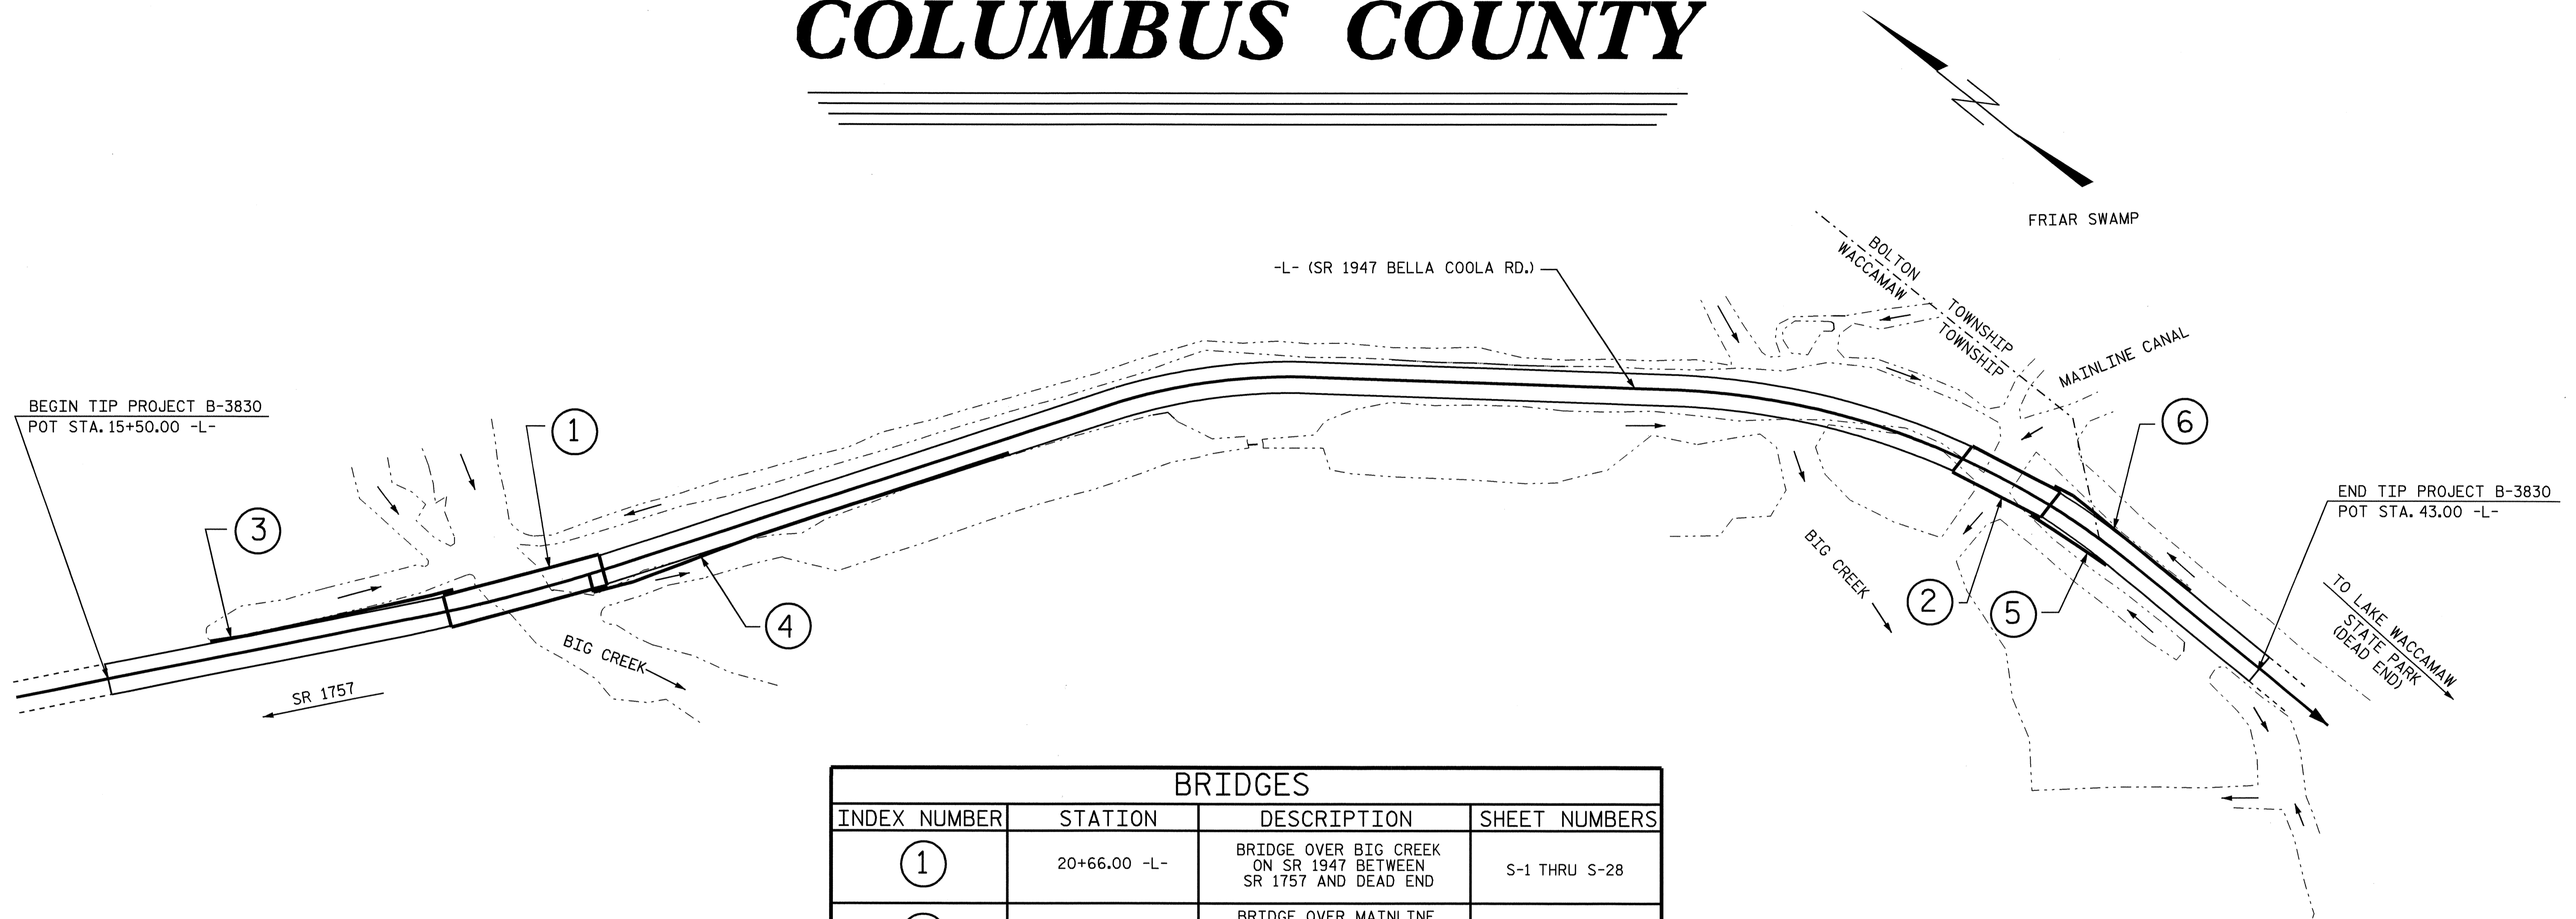 COLUMBUS COUNTY
FRIAR SWAMP
-L- (SR 1947 BELLA COOLA RD.)
BOLTON TOWNSHIP
WACCAMAW TOWNSHIP
MAINLINE CANAL
BEGIN TIP PROJECT B-3830
POT STA. 15+50.00 -L-
1
6
3
END TIP PROJECT B-3830
POT STA. 43.00 -L-
BIG CREEK
2
5
4
BIG CREEK
TO LAKE WACCAMAW
STATE PARK
(DEAD END)
SR 1757
BRIDGES
INDEX NUMBER STATION DESCRIPTION SHEET NUMBERS
1 20+66.00 -L- BRIDGE OVER BIG CREEK
ON SR 1947 BETWEEN
SR 1757 AND DEAD END
S-1 THRU S-28
BRIDGE OVER MAINLINE